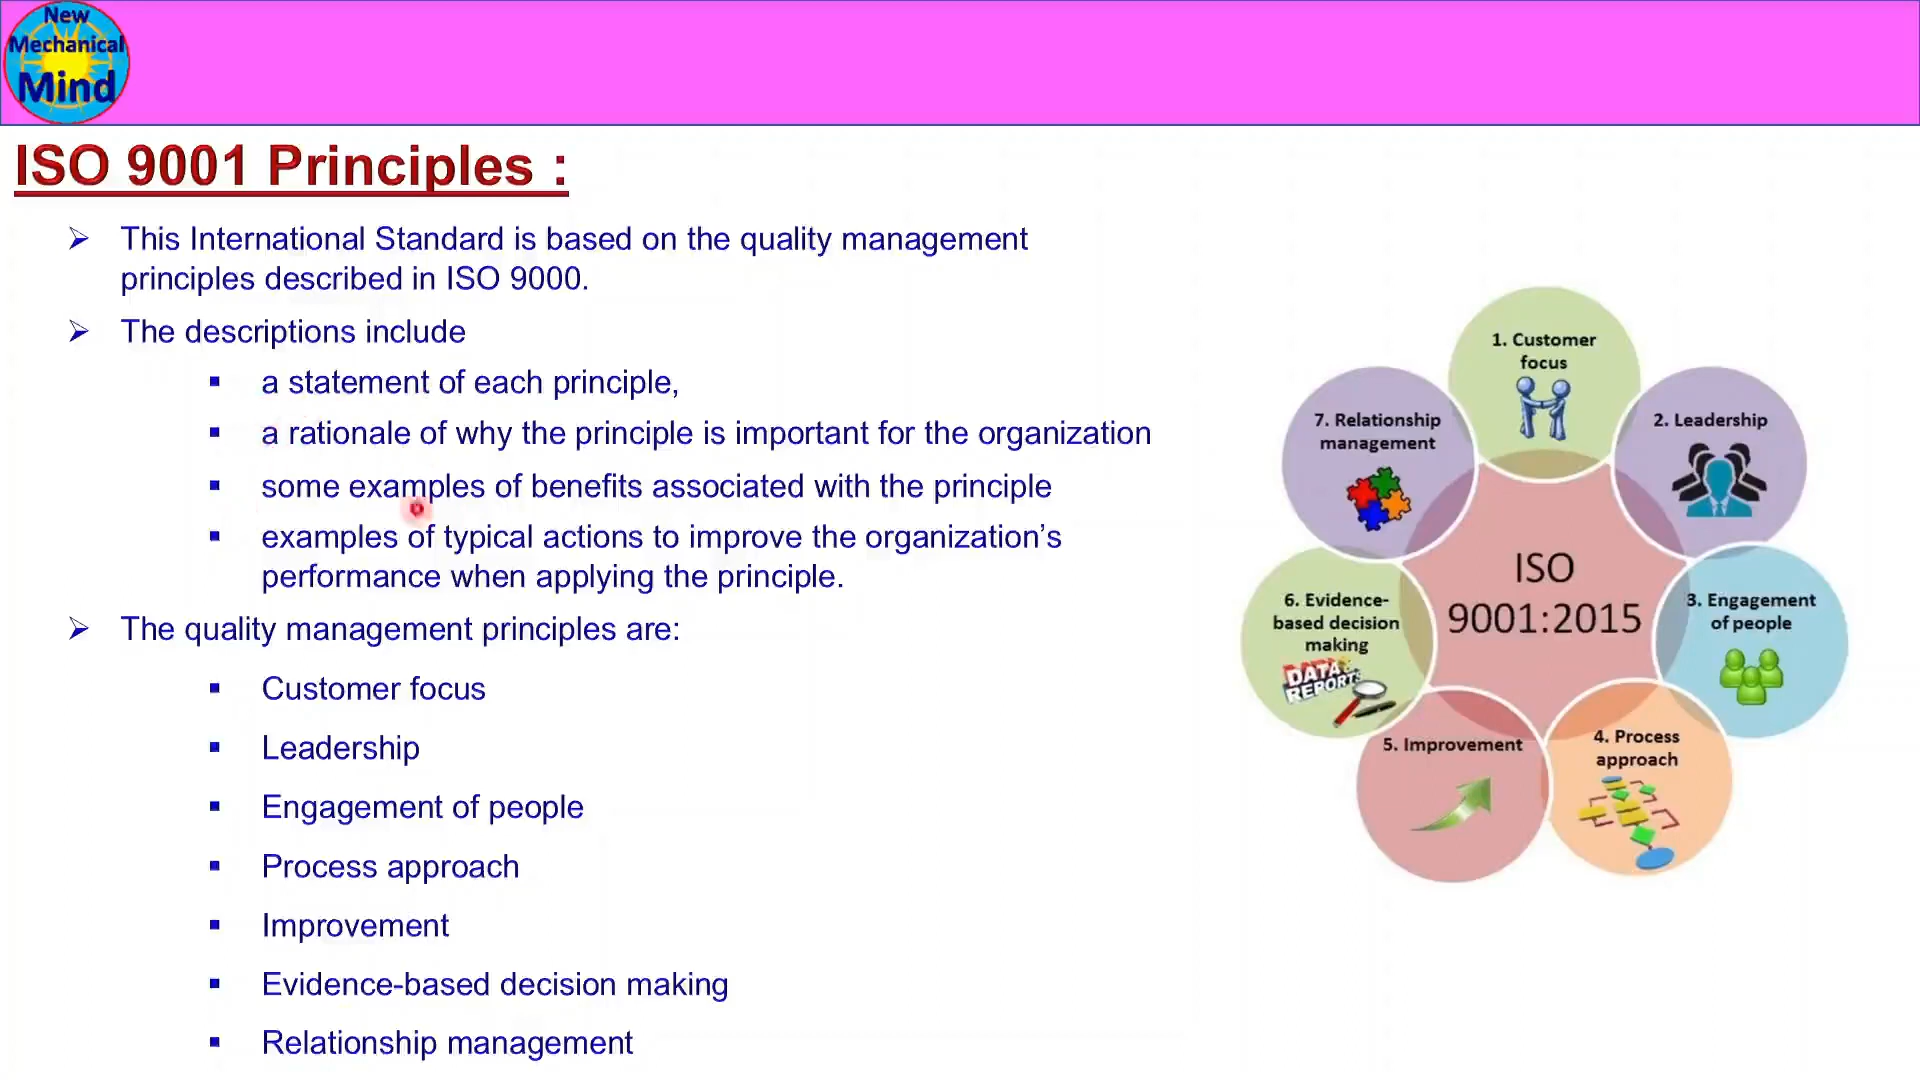 New
Mechanical
Mind
ISO 9001 Principles :
This International Standard is based on the quality management
principles described in ISO 9000.
The descriptions include
a statement of each principle,
a rationale of why the principle is important for the organization
some examples of benefits associated with the principle
examples of typical actions to improve the organization’s
performance when applying the principle.
The quality management principles are:
Customer focus
Leadership
Engagement of people
Process approach
Improvement
Evidence-based decision making
Relationship management
1. Customer
focus
2. Leadership
3. Engagement
of people
4. Process
approach
5. Improvement
6. Evidence-
based decision
making
DATA &
REPORTS
7. Relationship
management
ISO
9001:2015